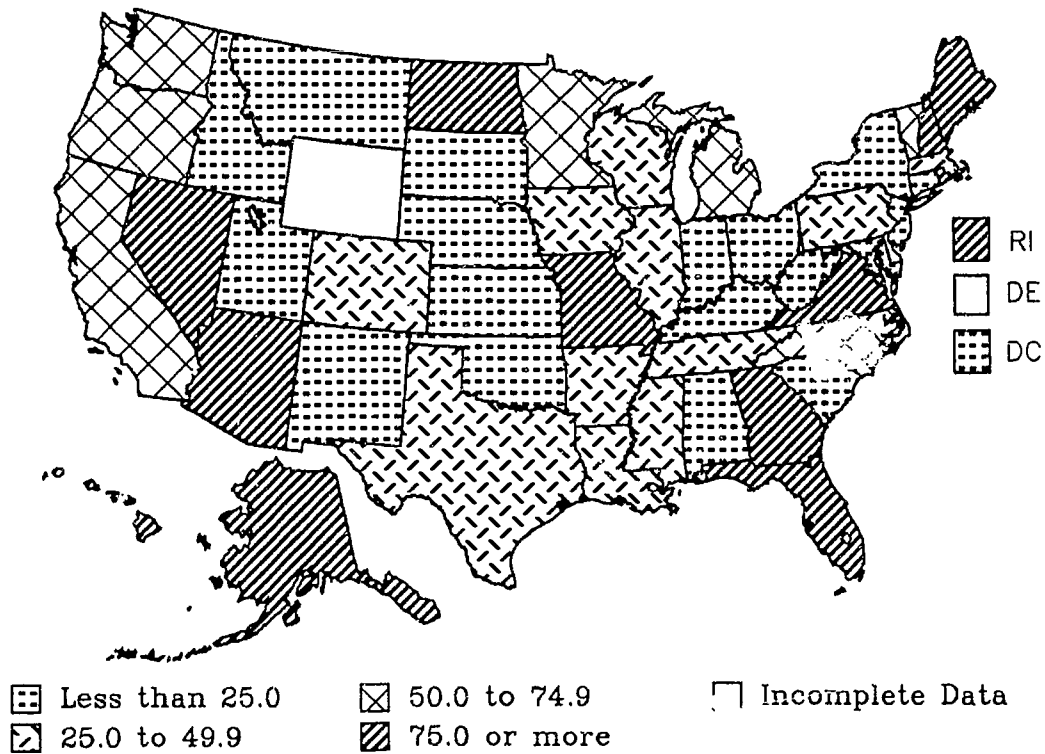 RI
DE
DC
Less than 25.0
50.0 to 74.9
Incomplete Data
25.0 to 49.9
75.0 or more